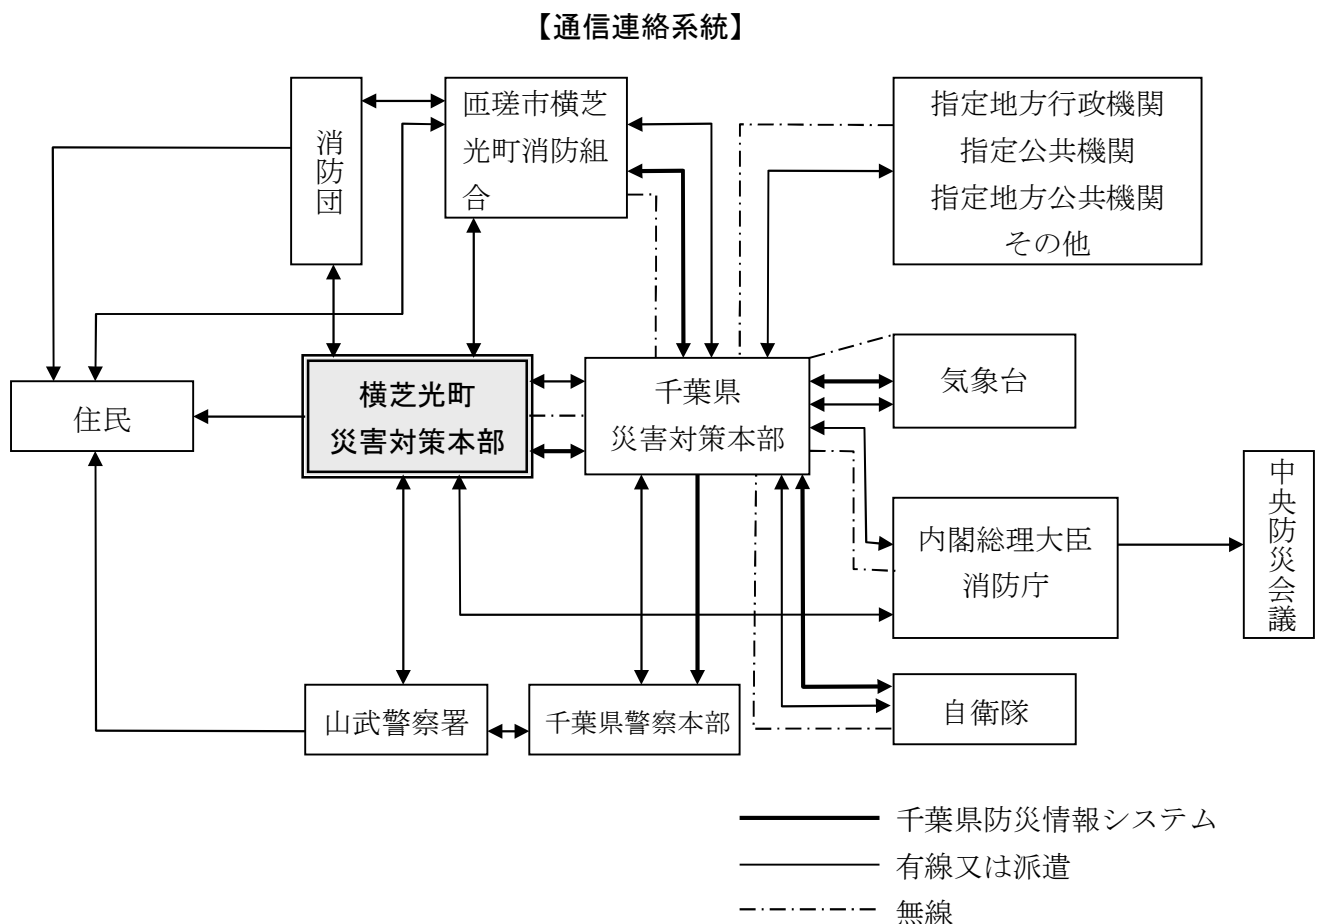 【通信連絡系統】
消防団
匝瑳市横芝
光町消防組
合
指定地方行政機関
指定公共機関
指定地方公共機関
その他
住民
横芝光町
災害対策本部
千葉県
災害対策本部
気象台
内閣総理大臣
消防庁
中央防災会議
自衛隊
山武警察署
千葉県警察本部
千葉県防災情報システム
有線又は派遣
無線